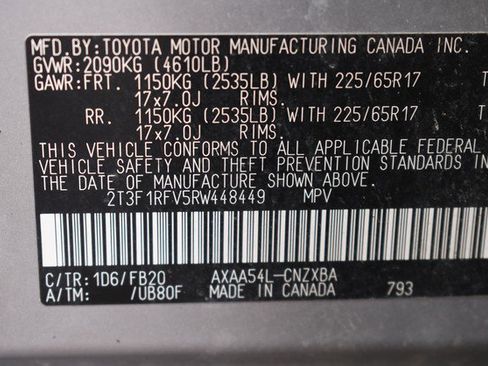 MFD.BY:TOYOTA MOTOR MANUFACTURING CANADA INC.
GVWR:2090KG (4610LB)
GAWR:FRT. 1150KG (2535LB) WITH 225/65R17 T
17x7.0J RIMS.
RR. 1150KG (2535LB) WITH 225/65R17 T
17x7.0J RIMS.
THIS VEHICLE CONFORMS TO ALL APPLICABLE FEDERAL
VEHICLE SAFETY AND THEFT PREVENTION STANDARDS IN
DATE OF MANUFACTURE SHOWN ABOVE.
2T3F1RFV5RW448449 MPV
C/TR:1D6/FB20 AXAA54L-CNZXBA
A/TM: /UB80F MADE IN CANADA 793